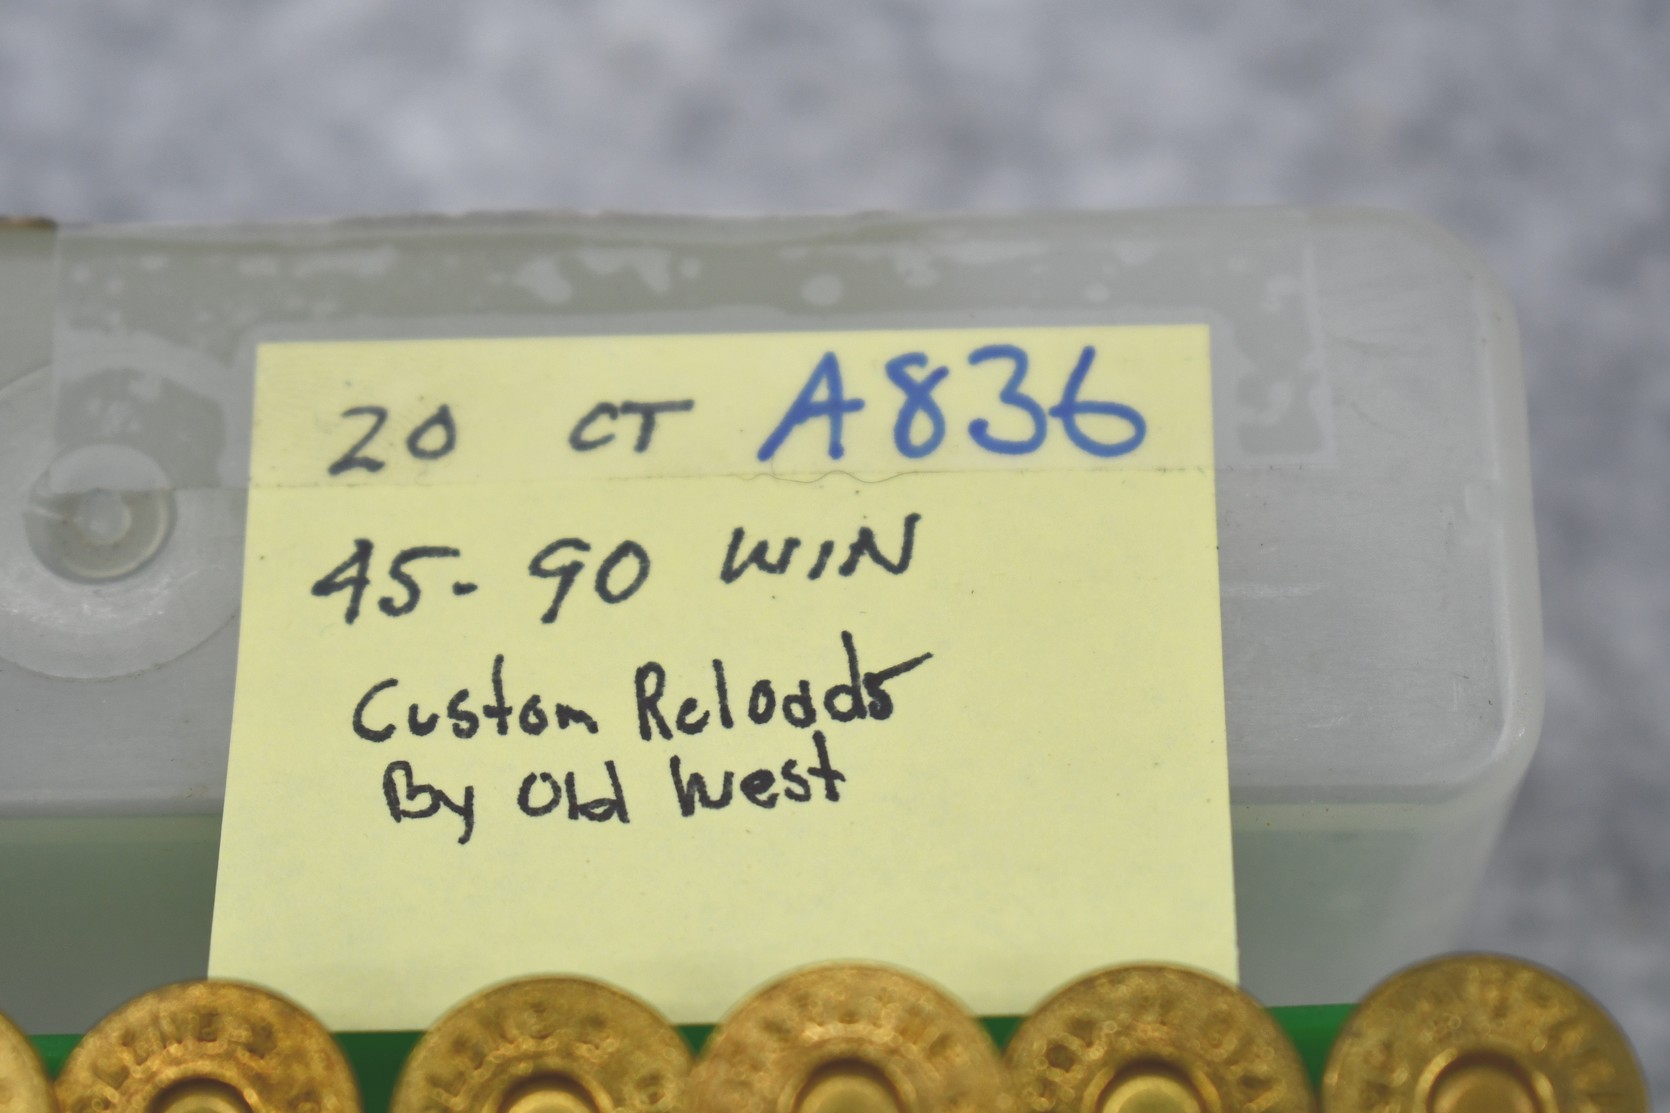 20 CT A836
45-90 WIN
Custom Reloads
By Old West